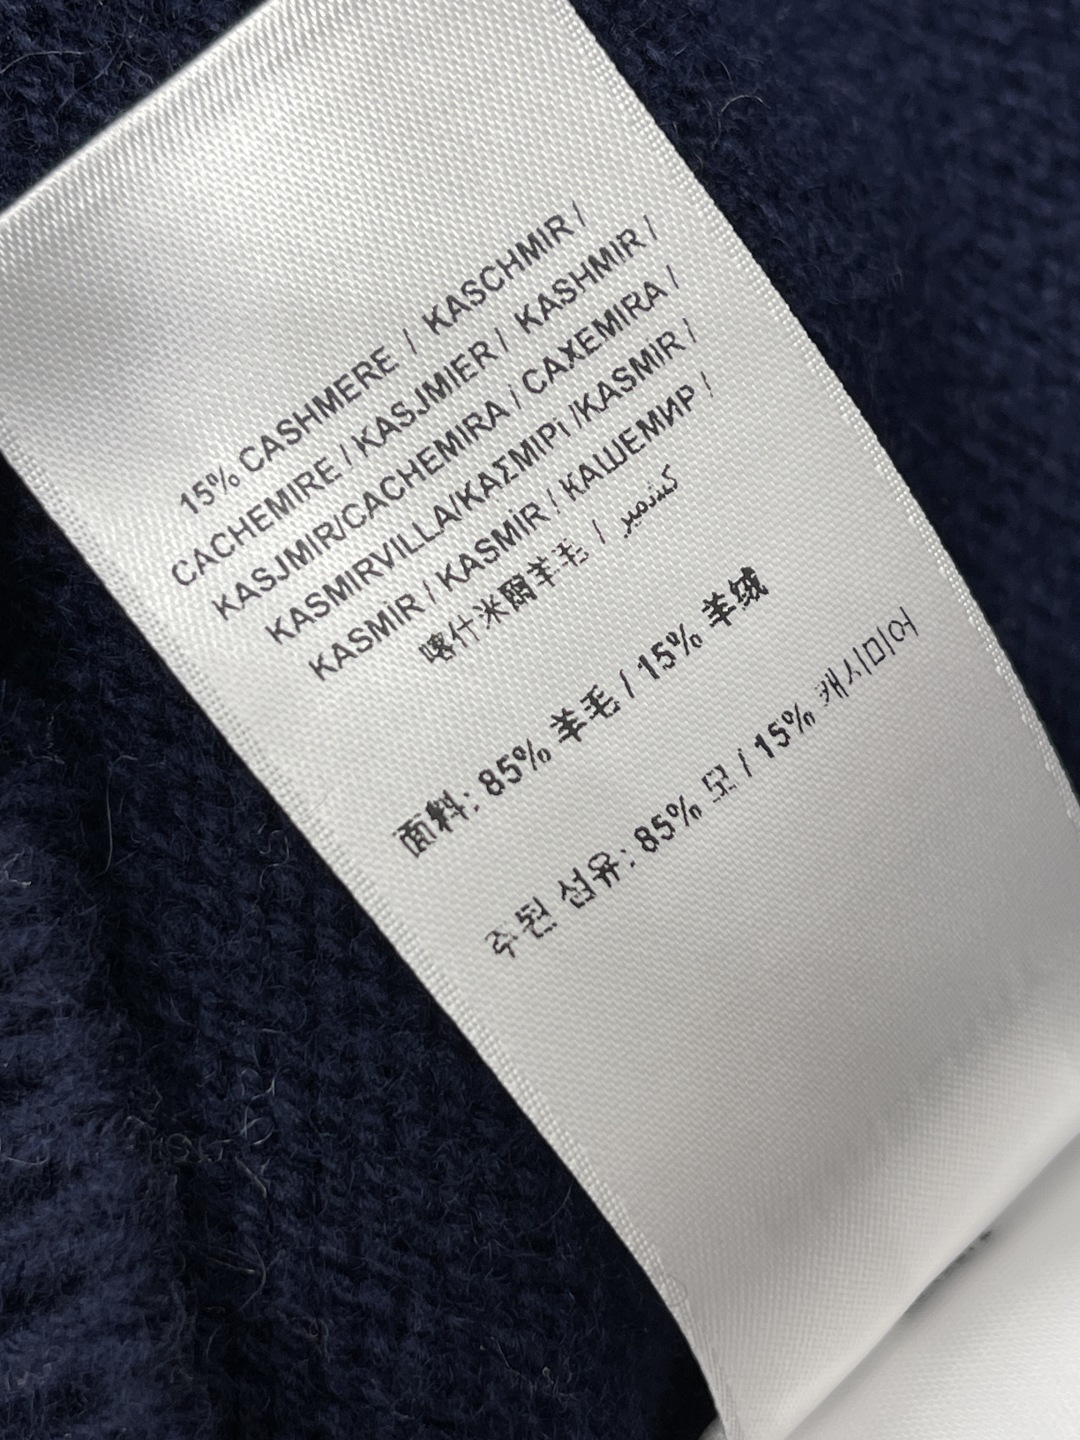 15% CASHMERE / KASCHMIR /
CACHEMIRE / KASJMIER / KASHMIR /
KASJMIR/CACHEMIRA / CAXEMIRA /
KASMIRVILLA/ΚΑΣΜΙΡi /KASMIR /
KASMİR / KASMİR / КАШЕМИР /
喀什米爾羊毛 / كشمير
面料: 85% 羊毛 / 15% 羊绒
주된 섬유: 85% 모 / 15% 캐시미어